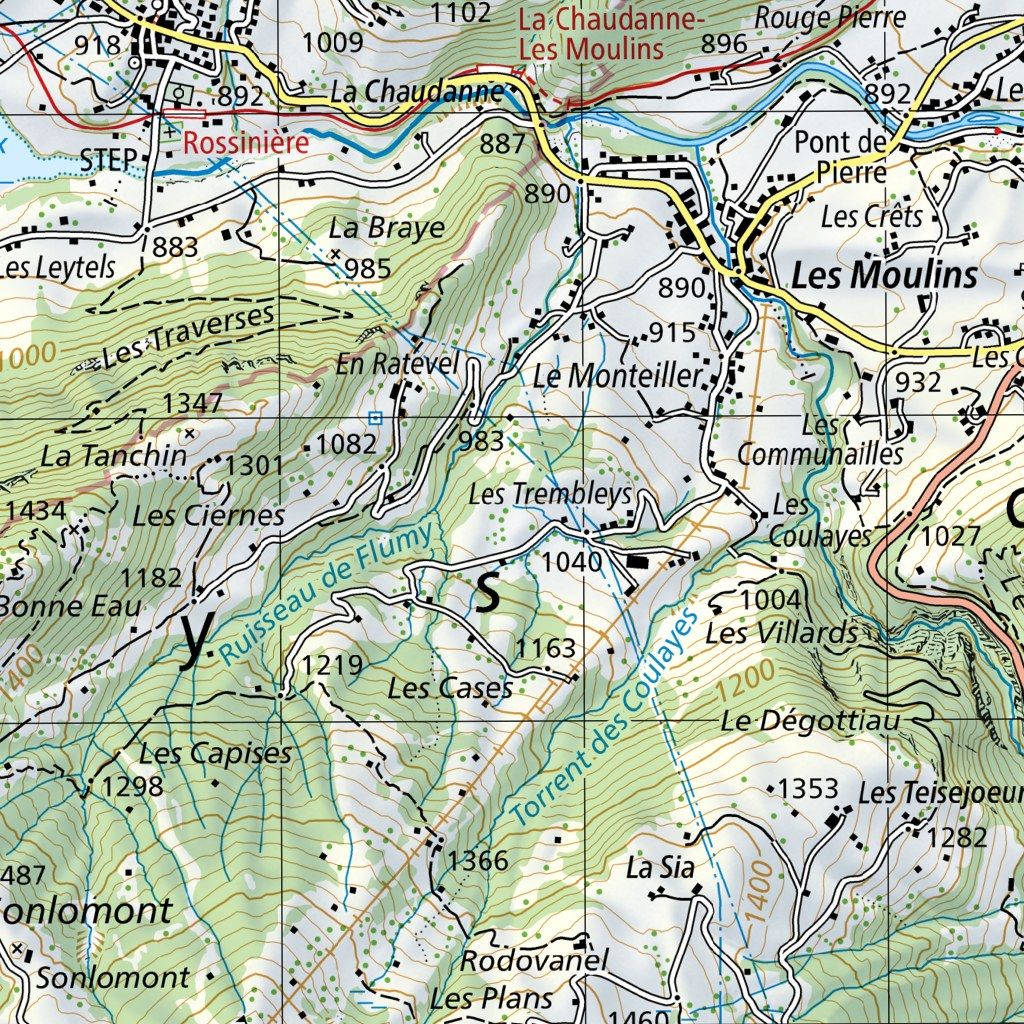 1102
La Chaudanne-
Les Moulins
Rouge Pierre
918
1009
896
892
La Chaudanne
892
Le
STEP
Rossinière
887
Pont de
Pierre
890
Les Crêts
La Braye
883
Les Leytels
985
890
Les Moulins
Les Traverses
1000
915
En Ratevel
Le Monteiller
Les C
932
1347
1082
983
Les
Communailles
La Tanchin
1301
Les Trembleys
1434
Les Ciernes
Les
Coulayes
1027
1040
1182
Ruisseau de Flumy
s
1004
Bonne Eau
y
Les Villards
1400
1219
1163
1200
Les Cases
Torrent des Coulayes
Le Dégottiau
Les Capises
1298
1353
Les Teisejoeur
1282
1366
La Sia
487
1400
onlomont
Rodovanel
Sonlomont
Les Plans
1460